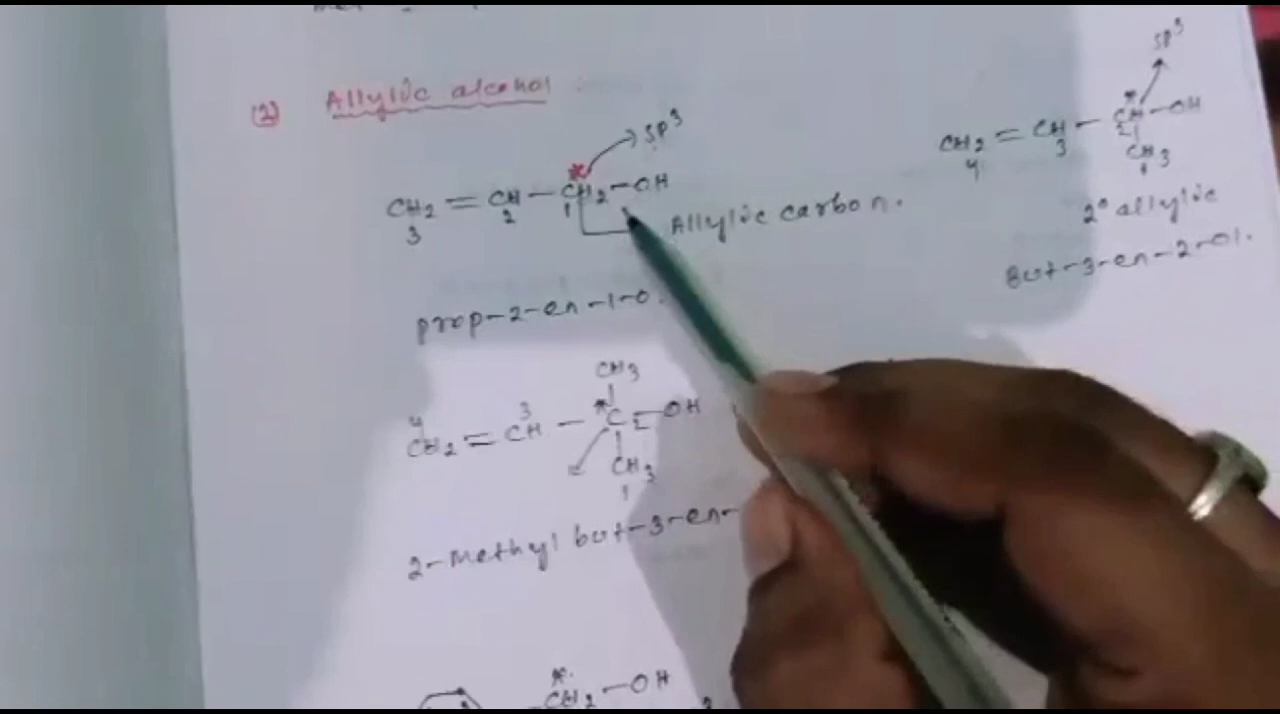 (2) Allylic alcohol :
SP³
CH₂ = CH - CH₂ - OH
3 2 1
Allylic carbon.
prop-2-en-1-o
SP³
CH₂ = CH - CH - OH
4 3 2
CH₃
1
2° allylic
But-3-en-2-ol.
CH₃
4 3
CH₂ = CH - C - OH
CH₃
1
2-Methyl but-3-en-
*
CH₂ - OH